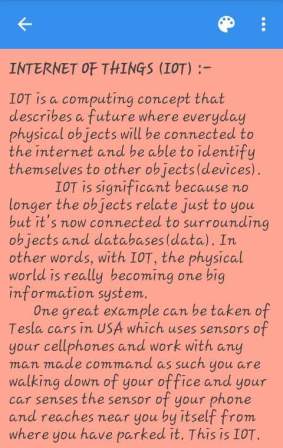 INTERNET OF THINGS (IOT) :-
IOT is a computing concept that
describes a future where everyday
physical objects will be connected to
the internet and be able to identify
themselves to other objects(devices).
IOT is significant because no
longer the objects relate just to you
but it's now connected to surrounding
objects and databases(data). In
other words, with IOT, the physical
world is really becoming one big
information system.
One great example can be taken of
Tesla cars in USA which uses sensors of
your cellphones and work with any
man made command as such you are
walking down of your office and your
car senses the sensor of your phone
and reaches near you by itself from
where you have parked it. This is IOT.